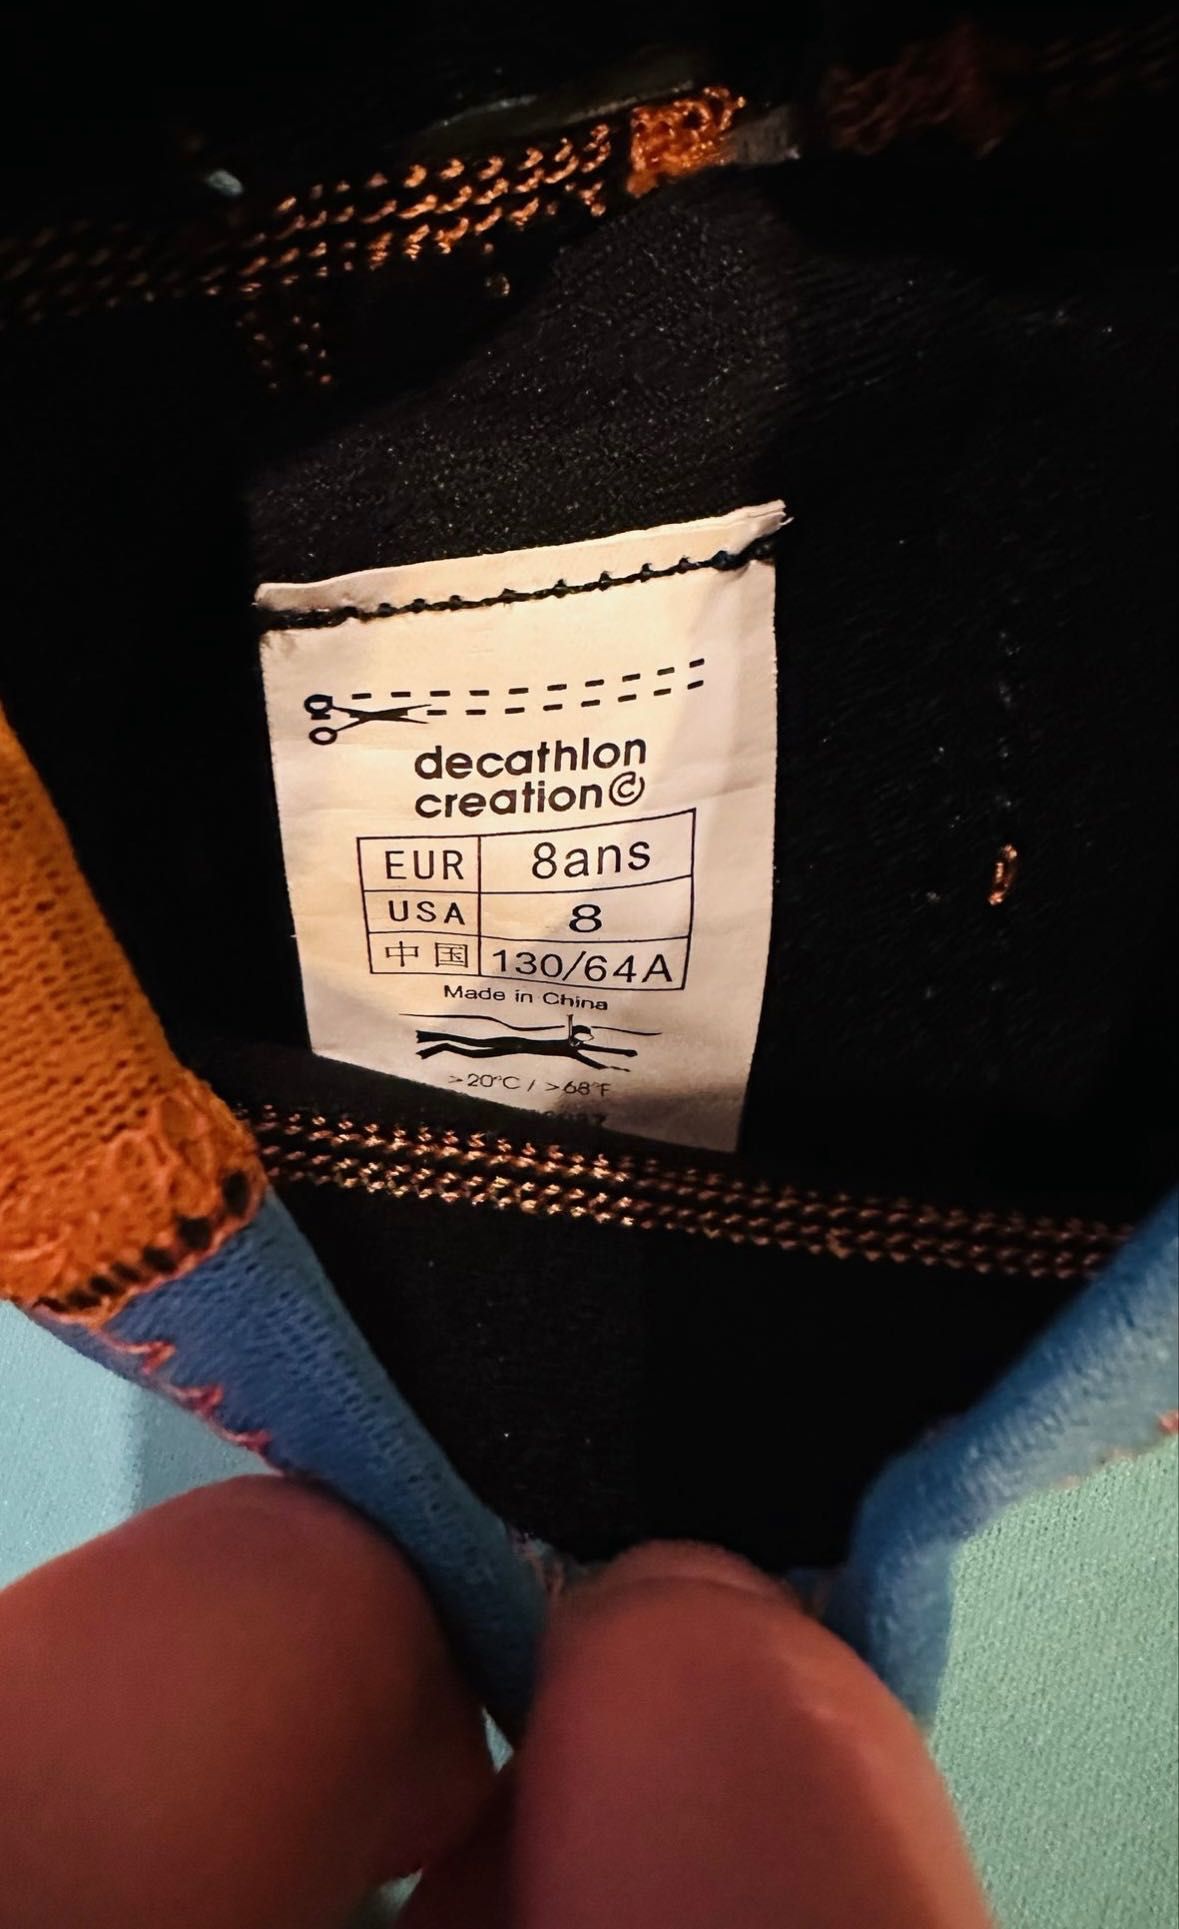 decathlon
creation©
EUR 8ans
USA 8
中国 130/64A
Made in China
>20°C / >68°F